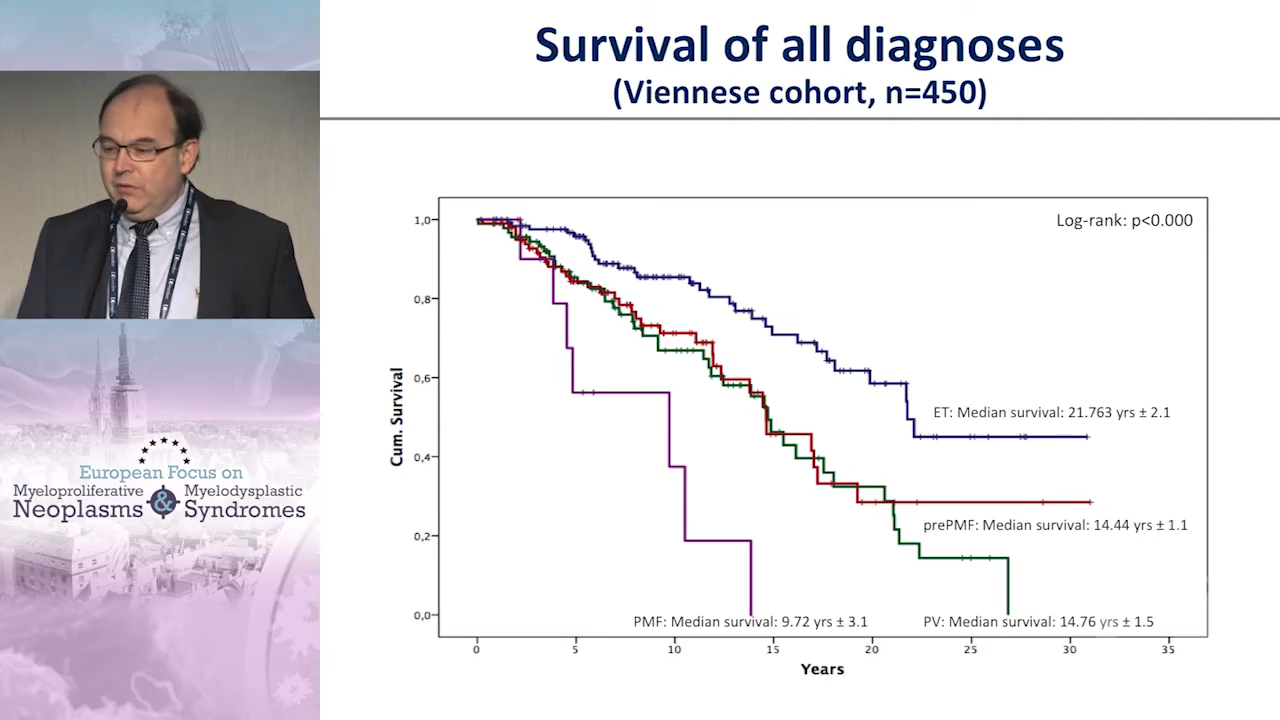 Survival of all diagnoses
(Viennese cohort, n=450)
European Focus on
Myeloproliferative Myelodysplastic
Neoplasms & Syndromes
Log-rank: p<0.000
1,0
0,8
0,6
0,4
0,2
0,0
Cum. Survival
ET: Median survival: 21.763 yrs ± 2.1
prePMF: Median survival: 14.44 yrs ± 1.1
PMF: Median survival: 9.72 yrs ± 3.1
PV: Median survival: 14.76 yrs ± 1.5
0 5 10 15 20 25 30 35
Years